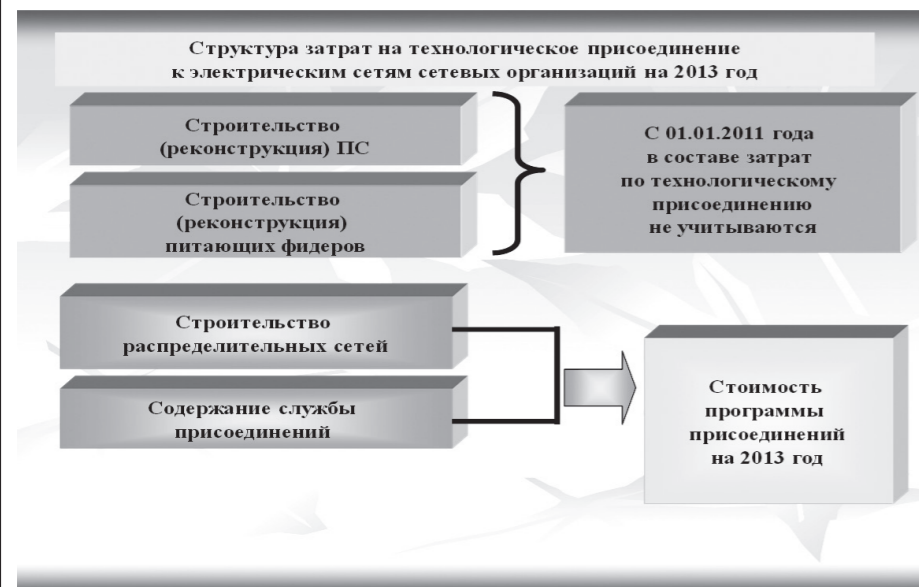 Структура затрат на технологическое присоединение
к электрическим сетям сетевых организаций на 2013 год
Строительство
(реконструкция) ПС
Строительство
(реконструкция)
питающих фидеров
С 01.01.2011 года
в составе затрат
по технологическому
присоединению
не учитываются
Строительство
распределительных сетей
Содержание службы
присоединений
Стоимость
программы
присоединений
на 2013 год